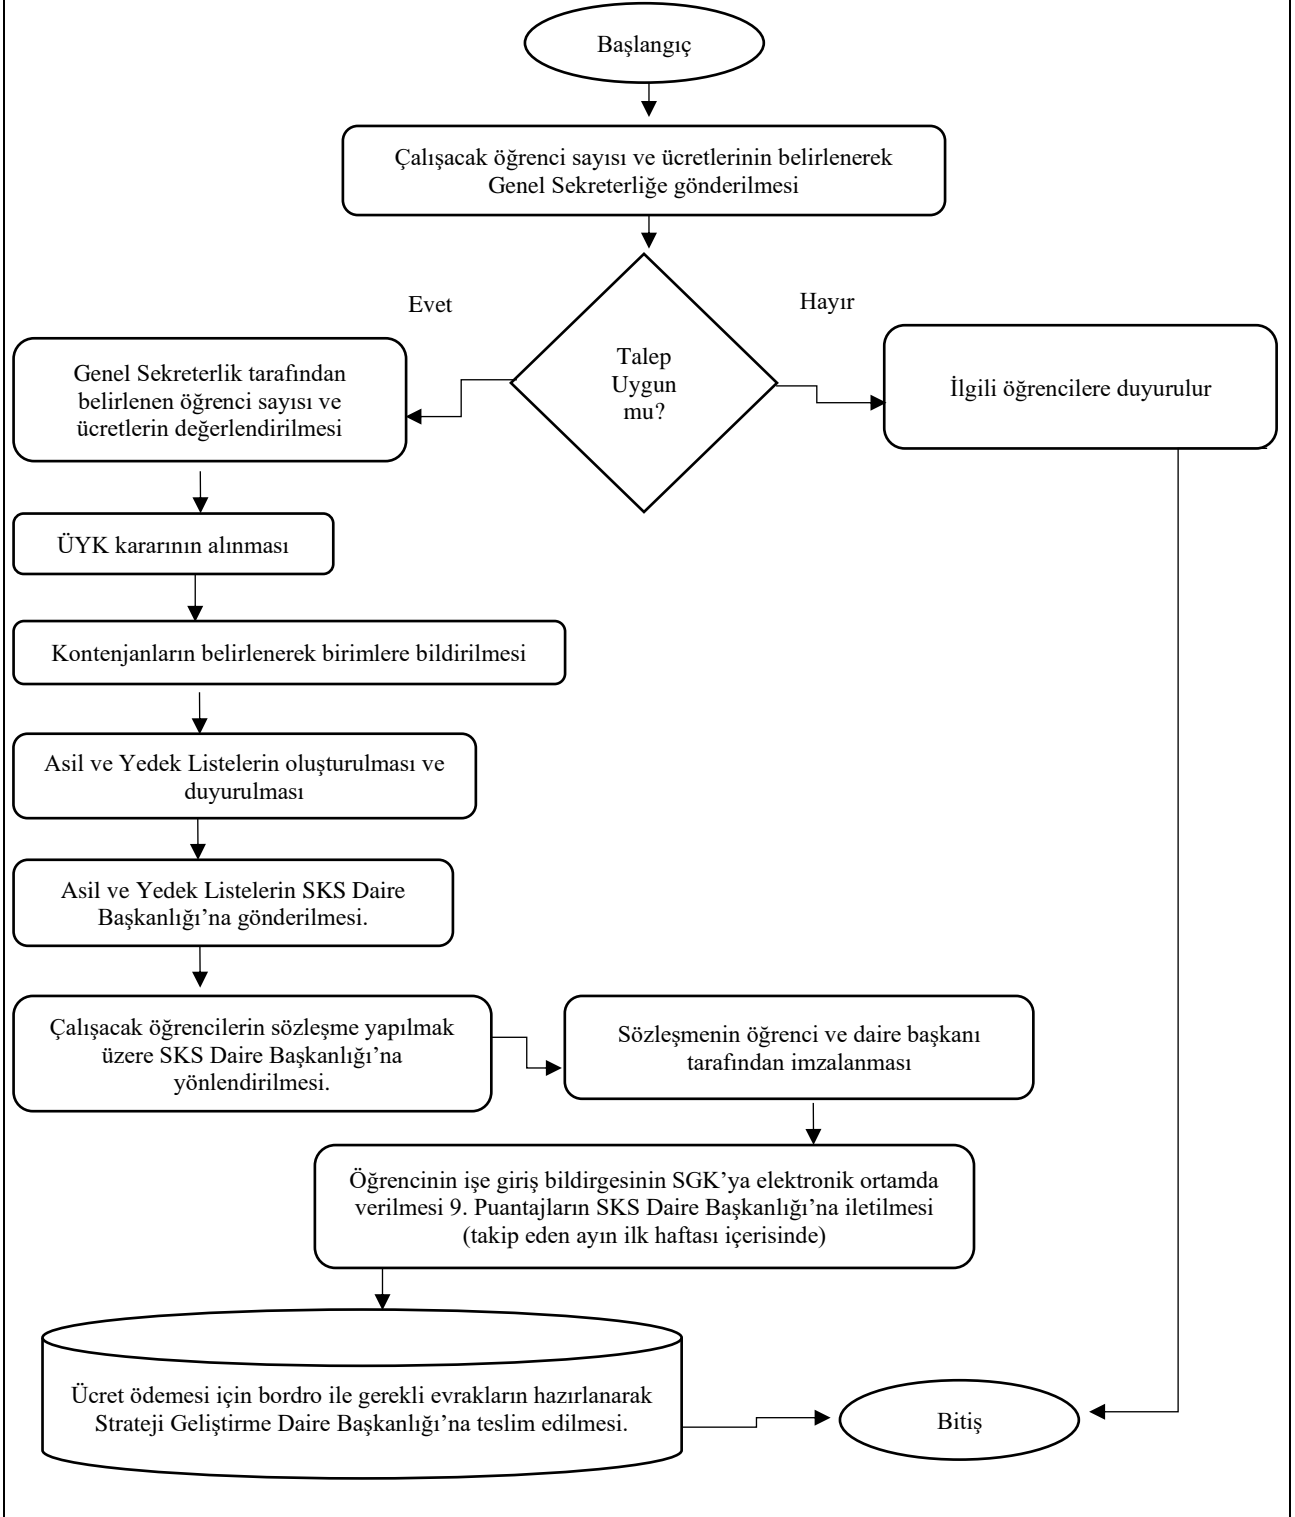 Başlangıç
Çalışacak öğrenci sayısı ve ücretlerinin belirlenerek
Genel Sekreterliğe gönderilmesi
Evet
Hayır
Talep
Uygun
mu?
Genel Sekreterlik tarafından
belirlenen öğrenci sayısı ve
ücretlerin değerlendirilmesi
İlgili öğrencilere duyurulur
ÜYK kararının alınması
Kontenjanların belirlenerek birimlere bildirilmesi
Asil ve Yedek Listelerin oluşturulması ve
duyurulması
Asil ve Yedek Listelerin SKS Daire
Başkanlığı’na gönderilmesi.
Çalışacak öğrencilerin sözleşme yapılmak
üzere SKS Daire Başkanlığı’na
yönlendirilmesi.
Sözleşmenin öğrenci ve daire başkanı
tarafından imzalanması
Öğrencinin işe giriş bildirgesinin SGK’ya elektronik ortamda
verilmesi 9. Puantajların SKS Daire Başkanlığı’na iletilmesi
(takip eden ayın ilk haftası içerisinde)
Ücret ödemesi için bordro ile gerekli evrakların hazırlanarak
Strateji Geliştirme Daire Başkanlığı’na teslim edilmesi.
Bitiş